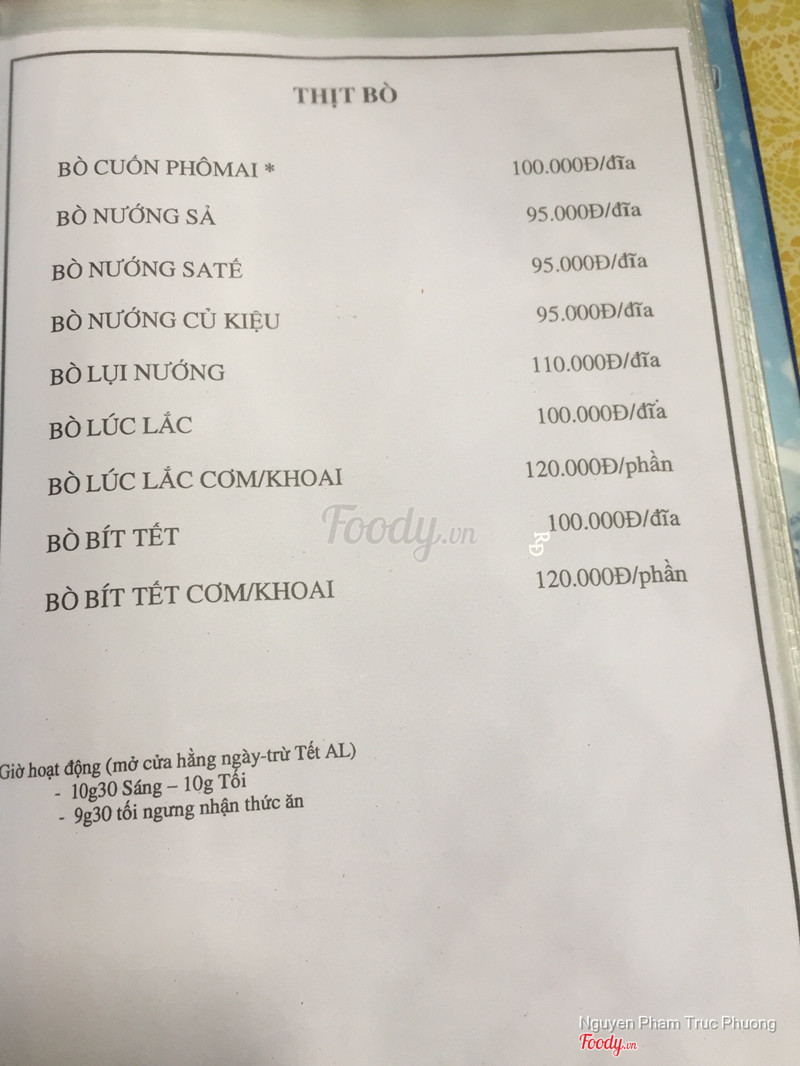 THỊT BÒ
BÒ CUỐN PHÔMAI * 100.000Đ/đĩa
BÒ NƯỚNG SẢ 95.000Đ/đĩa
BÒ NƯỚNG SATẾ 95.000Đ/đĩa
BÒ NƯỚNG CỦ KIỆU 95.000Đ/đĩa
BÒ LỤI NƯỚNG 110.000Đ/đĩa
BÒ LÚC LẮC 100.000Đ/đĩa
BÒ LÚC LẮC CƠM/KHOAI 120.000Đ/phần
Foody.vn
BÒ BÍT TẾT 100.000Đ/đĩa
BÒ BÍT TẾT CƠM/KHOAI 120.000Đ/phần
Giờ hoạt động (mở cửa hằng ngày-trừ Tết AL)
- 10g30 Sáng – 10g Tối
- 9g30 tối ngưng nhận thức ăn
Nguyen Pham Truc Phuong
Foody.vn